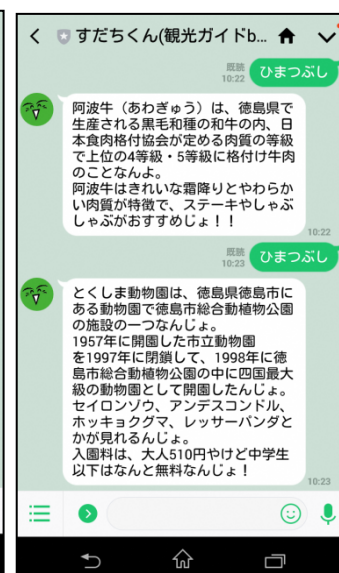 すだちくん(観光ガイドb...
既読
10:22
ひまつぶし
阿波牛（あわぎゅう）は、徳島県で
生産される黒毛和種の和牛の内、日
本食肉格付協会が定める肉質の等級
で上位の4等級・5等級に格付け牛肉
のことなんよ。
阿波牛はきれいな霜降りとやわらか
い肉質が特徴で、ステーキやしゃぶ
しゃぶがおすすめじょ！！
10:22
既読
10:23
ひまつぶし
とくしま動物園は、徳島県徳島市に
ある動物園で徳島市総合動植物公園
の施設の一つなんじょ。
1957年に開園した市立動物園
を1997年に閉鎖して、1998年に徳
島市総合動植物公園の中に四国最大
級の動物園として開園したんじょ。
セイロンゾウ、アンデスコンドル、
ホッキョクグマ、レッサーパンダと
かが見れるんじょ。
入園料は、大人510円やけど中学生
以下はなんと無料なんじょ！
10:23